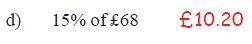 d) 15% of £68 £10.20